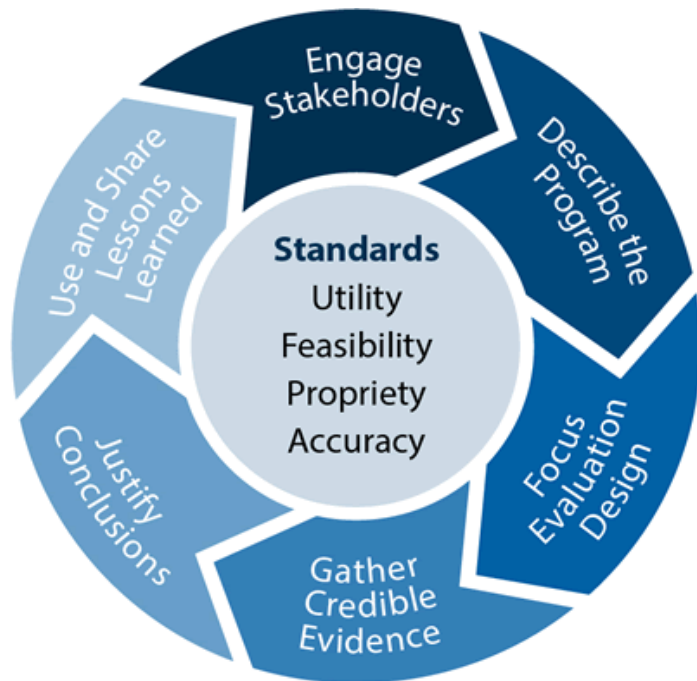 Engage
Stakeholders
Describe the
Program
Focus
Evaluation
Design
Gather
Credible
Evidence
Justify
Conclusions
Use and Share
Lessons
Learned
Standards
Utility
Feasibility
Propriety
Accuracy